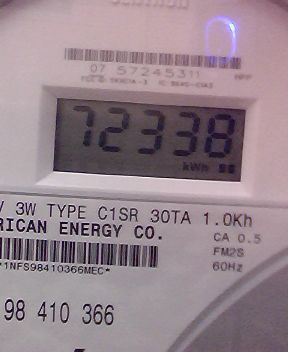 07 57245311
72338
kWh
V 3W TYPE C1SR 30TA 1.0Kh
RICAN ENERGY CO.
CA 0.5
FM2S
60Hz
*1NFS98410366MEC*
98 410 366